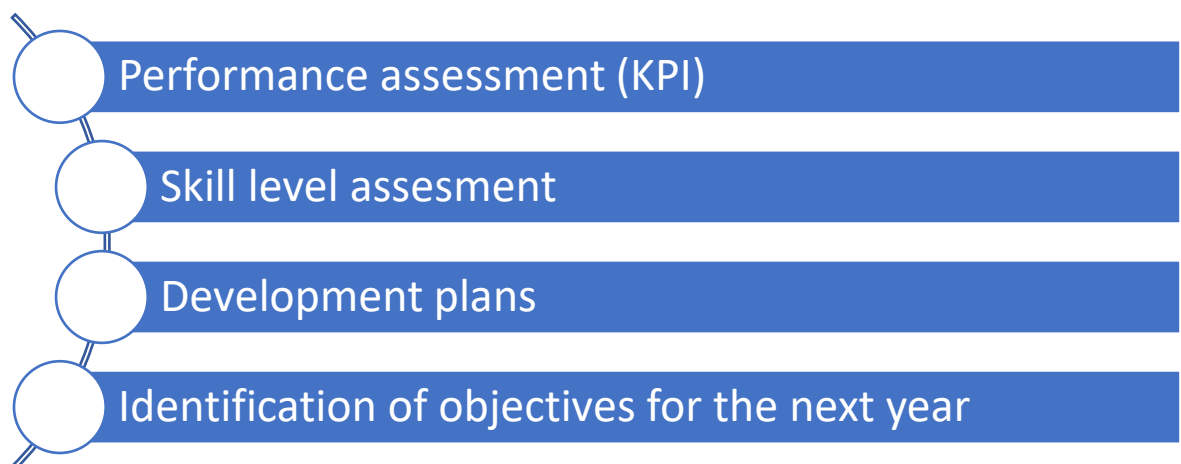 Performance assessment (KPI)
Skill level assesment
Development plans
Identification of objectives for the next year